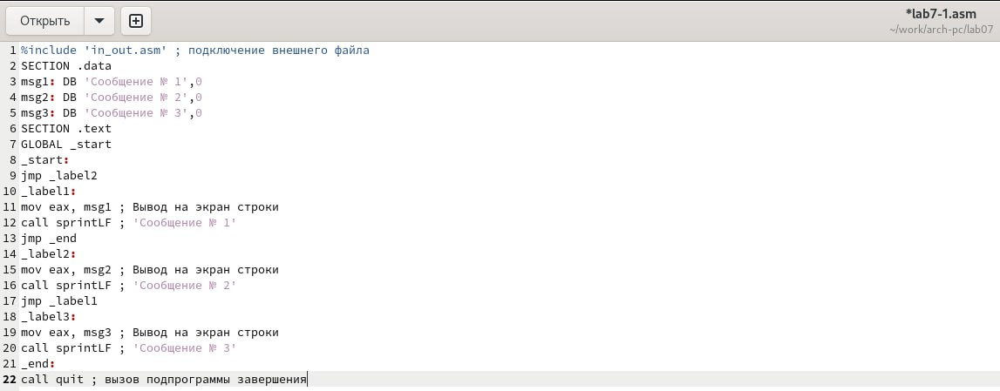 Открыть
*lab7-1.asm
~/work/arch-pc/lab07
1 %include 'in_out.asm' ; подключение внешнего файла
2 SECTION .data
3 msg1: DB 'Сообщение № 1',0
4 msg2: DB 'Сообщение № 2',0
5 msg3: DB 'Сообщение № 3',0
6 SECTION .text
7 GLOBAL _start
8 _start:
9 jmp _label2
10 _label1:
11 mov eax, msg1 ; Вывод на экран строки
12 call sprintLF ; 'Сообщение № 1'
13 jmp _end
14 _label2:
15 mov eax, msg2 ; Вывод на экран строки
16 call sprintLF ; 'Сообщение № 2'
17 jmp _label1
18 _label3:
19 mov eax, msg3 ; Вывод на экран строки
20 call sprintLF ; 'Сообщение № 3'
21 _end:
22 call quit ; вызов подпрограммы завершения